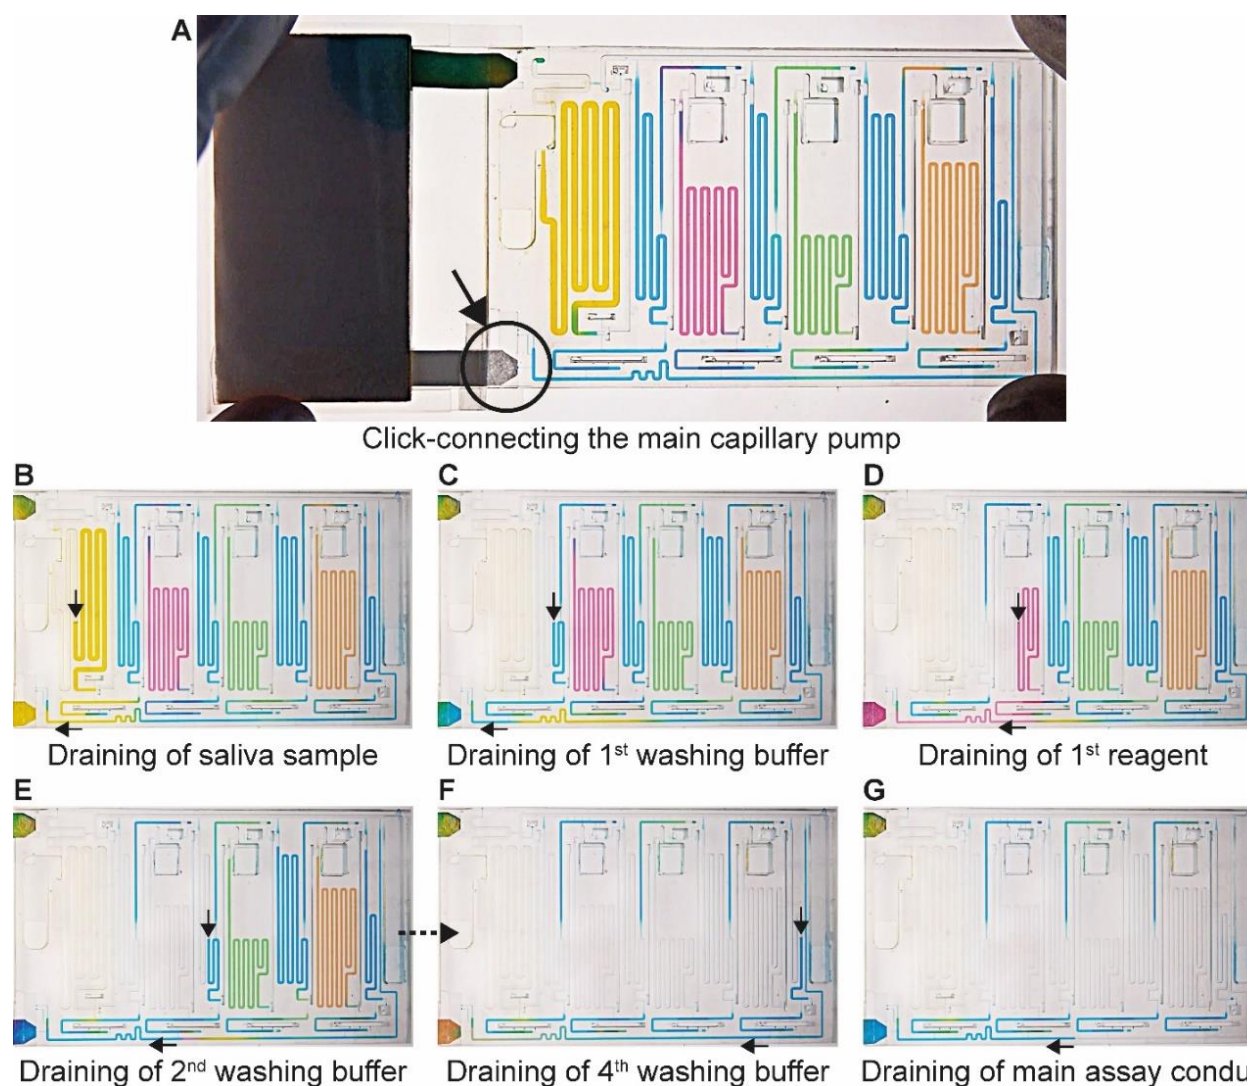 A
Click-connecting the main capillary pump
B
C
D
Draining of saliva sample
Draining of 1st washing buffer
Draining of 1st reagent
E
F
G
Draining of 2nd washing buffer
Draining of 4th washing buffer
Draining of main assay condu